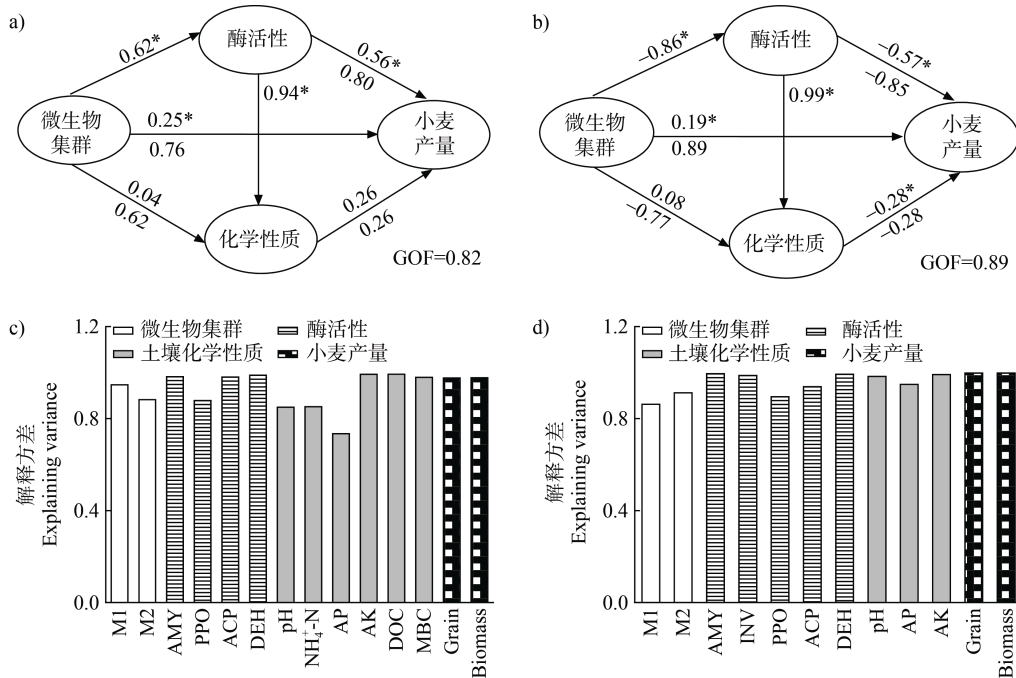 a)
酶活性
0.62*
0.56*
0.80
0.94*
微生物
集群
0.25*
0.76
小麦
产量
0.04
0.62
0.26
0.26
化学性质
GOF=0.82
b)
酶活性
−0.86*
−0.57*
−0.85
0.99*
微生物
集群
0.19*
0.89
小麦
产量
0.08
−0.77
−0.28*
−0.28
化学性质
GOF=0.89
c)
微生物集群 酶活性
土壤化学性质 小麦产量
解释方差
Explaining variance
1.2
0.8
0.4
0.0
M1
M2
AMY
PPO
ACP
DEH
pH
NH₄⁺-N
AP
AK
DOC
MBC
Grain
Biomass
d)
微生物集群 酶活性
土壤化学性质 小麦产量
解释方差
Explaining variance
1.2
0.8
0.4
0.0
M1
M2
AMY
INV
PPO
ACP
DEH
pH
AP
AK
Grain
Biomass